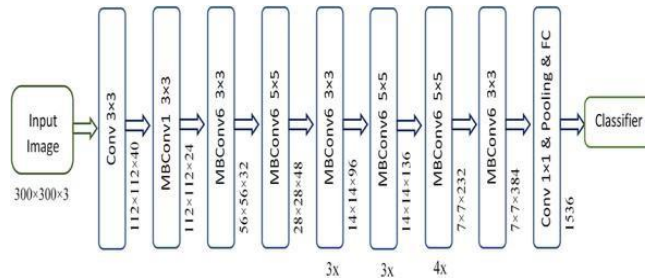 Input
Image
300×300×3
Conv 3×3
112×112×40
MBConv1 3×3
112×112×24
MBConv6 3×3
56×56×32
MBConv6 5×5
28×28×48
MBConv6 3×3
14×14×96
3x
MBConv6 5×5
14×14×136
3x
MBConv6 5×5
7×7×232
4x
MBConv6 3×3
7×7×384
Conv 1×1 & Pooling & FC
1536
Classifier